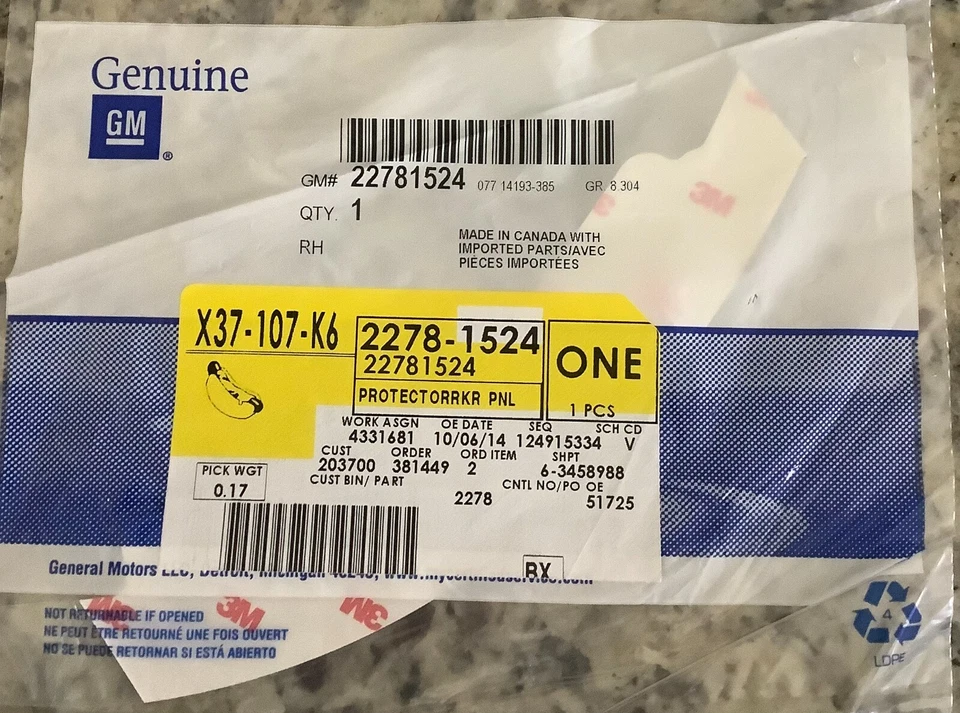 Genuine
GM®
GM# 22781524 077 14193-385 GR. 8.304
QTY. 1
RH
MADE IN CANADA WITH
IMPORTED PARTS/AVEC
PIÈCES IMPORTÉES
3M
3M
X37-107-K6
2278-1524
22781524
PROTECTORRKR PNL
ONE
1 PCS
WORK ASGN OE DATE SEQ SCH CD
4331681 10/06/14 124915334 V
CUST ORDER ORD ITEM SHPT
203700 381449 2 6-3458988
CUST BIN/ PART CNTL NO/PO OE
2278 51725
PICK WGT
0.17
BX
General Motors LLC, Detroit, Michigan
NOT RETURNABLE IF OPENED
NE PEUT ÊTRE RETOURNÉ UNE FOIS OUVERT
NO SE PUEDE RETORNAR SI ESTÁ ABIERTO
3M 3M 3M
4
LDPE